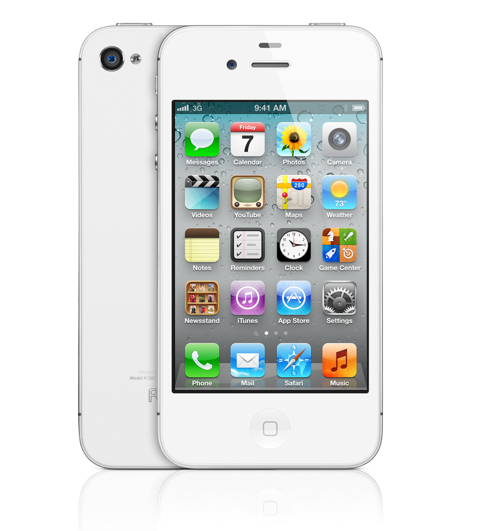 3G 9:41 AM
Friday
7
280
73°
Messages Calendar Photos Camera
Videos YouTube Maps Weather
Notes Reminders Clock Game Center
Newsstand iTunes App Store Settings
Phone Mail Safari Music